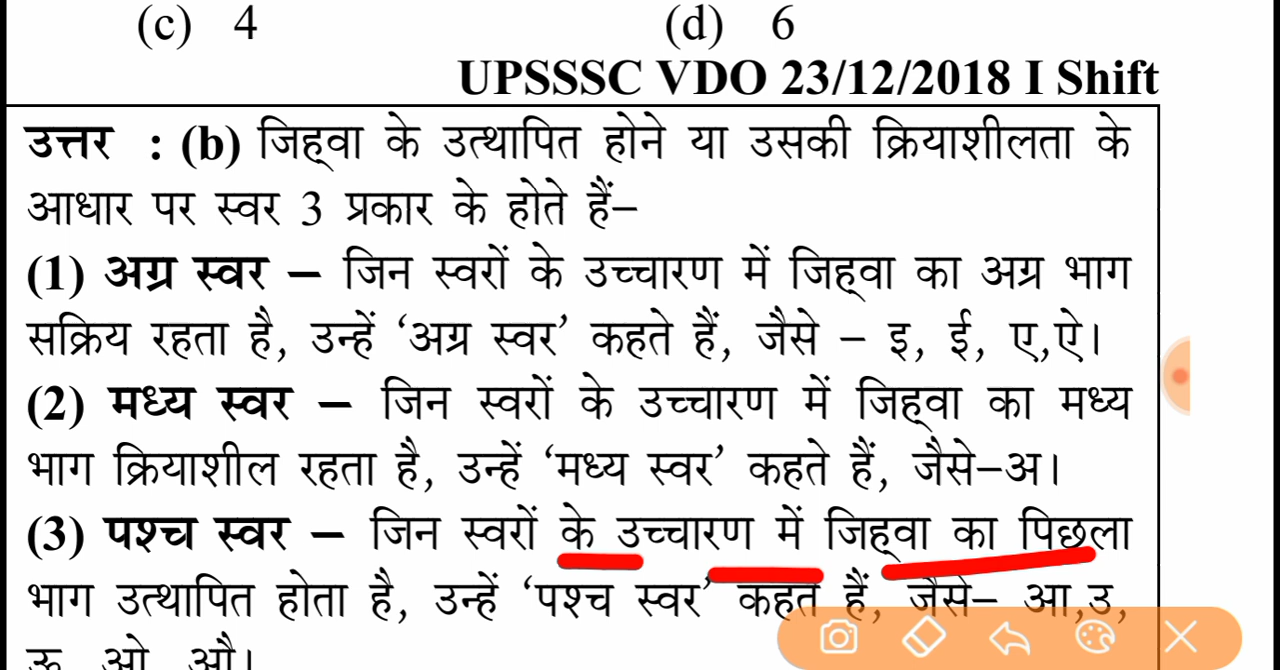 (c) 4 (d) 6
UPSSSC VDO 23/12/2018 I Shift
उत्तर : (b) जिह्वा के उत्थापित होने या उसकी क्रियाशीलता के
आधार पर स्वर 3 प्रकार के होते हैं–
(1) अग्र स्वर – जिन स्वरों के उच्चारण में जिह्वा का अग्र भाग
सक्रिय रहता है, उन्हें ‘अग्र स्वर’ कहते हैं, जैसे – इ, ई, ए,ऐ।
(2) मध्य स्वर – जिन स्वरों के उच्चारण में जिह्वा का मध्य
भाग क्रियाशील रहता है, उन्हें ‘मध्य स्वर’ कहते हैं, जैसे–अ।
(3) पश्च स्वर – जिन स्वरों के उच्चारण में जिह्वा का पिछला
भाग उत्थापित होता है, उन्हें ‘पश्च स्वर’ कहते हैं, जैसे– आ,उ,
ऊ, ओ, औ।